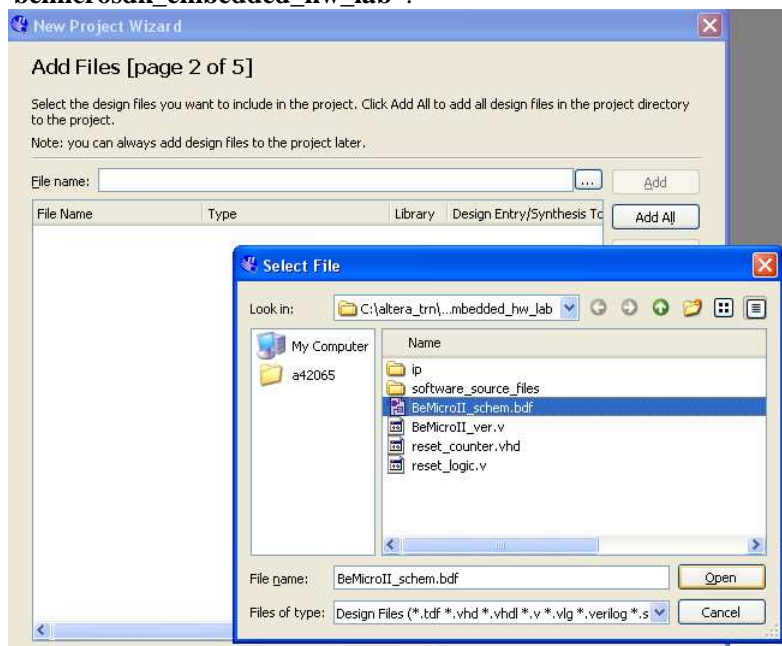 bemicrosdk_embedded_hw_lab".
New Project Wizard
Add Files [page 2 of 5]
Select the design files you want to include in the project. Click Add All to add all design files in the project directory
to the project.
Note: you can always add design files to the project later.
File name:
...
Add
File Name Type Library Design Entry/Synthesis To
Add All
Select File
Look in: C:\altera_trn\...mbedded_hw_lab
My Computer
a42065
Name
ip
software_source_files
BeMicroII_schem.bdf
BeMicroII_ver.v
reset_counter.vhd
reset_logic.v
File name: BeMicroII_schem.bdf
Open
Files of type: Design Files (*.tdf *.vhd *.vhdl *.v *.vlg *.verilog *.s
Cancel